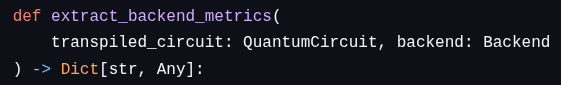 def extract_backend_metrics(
    transpiled_circuit: QuantumCircuit, backend: Backend
) -> Dict[str, Any]: